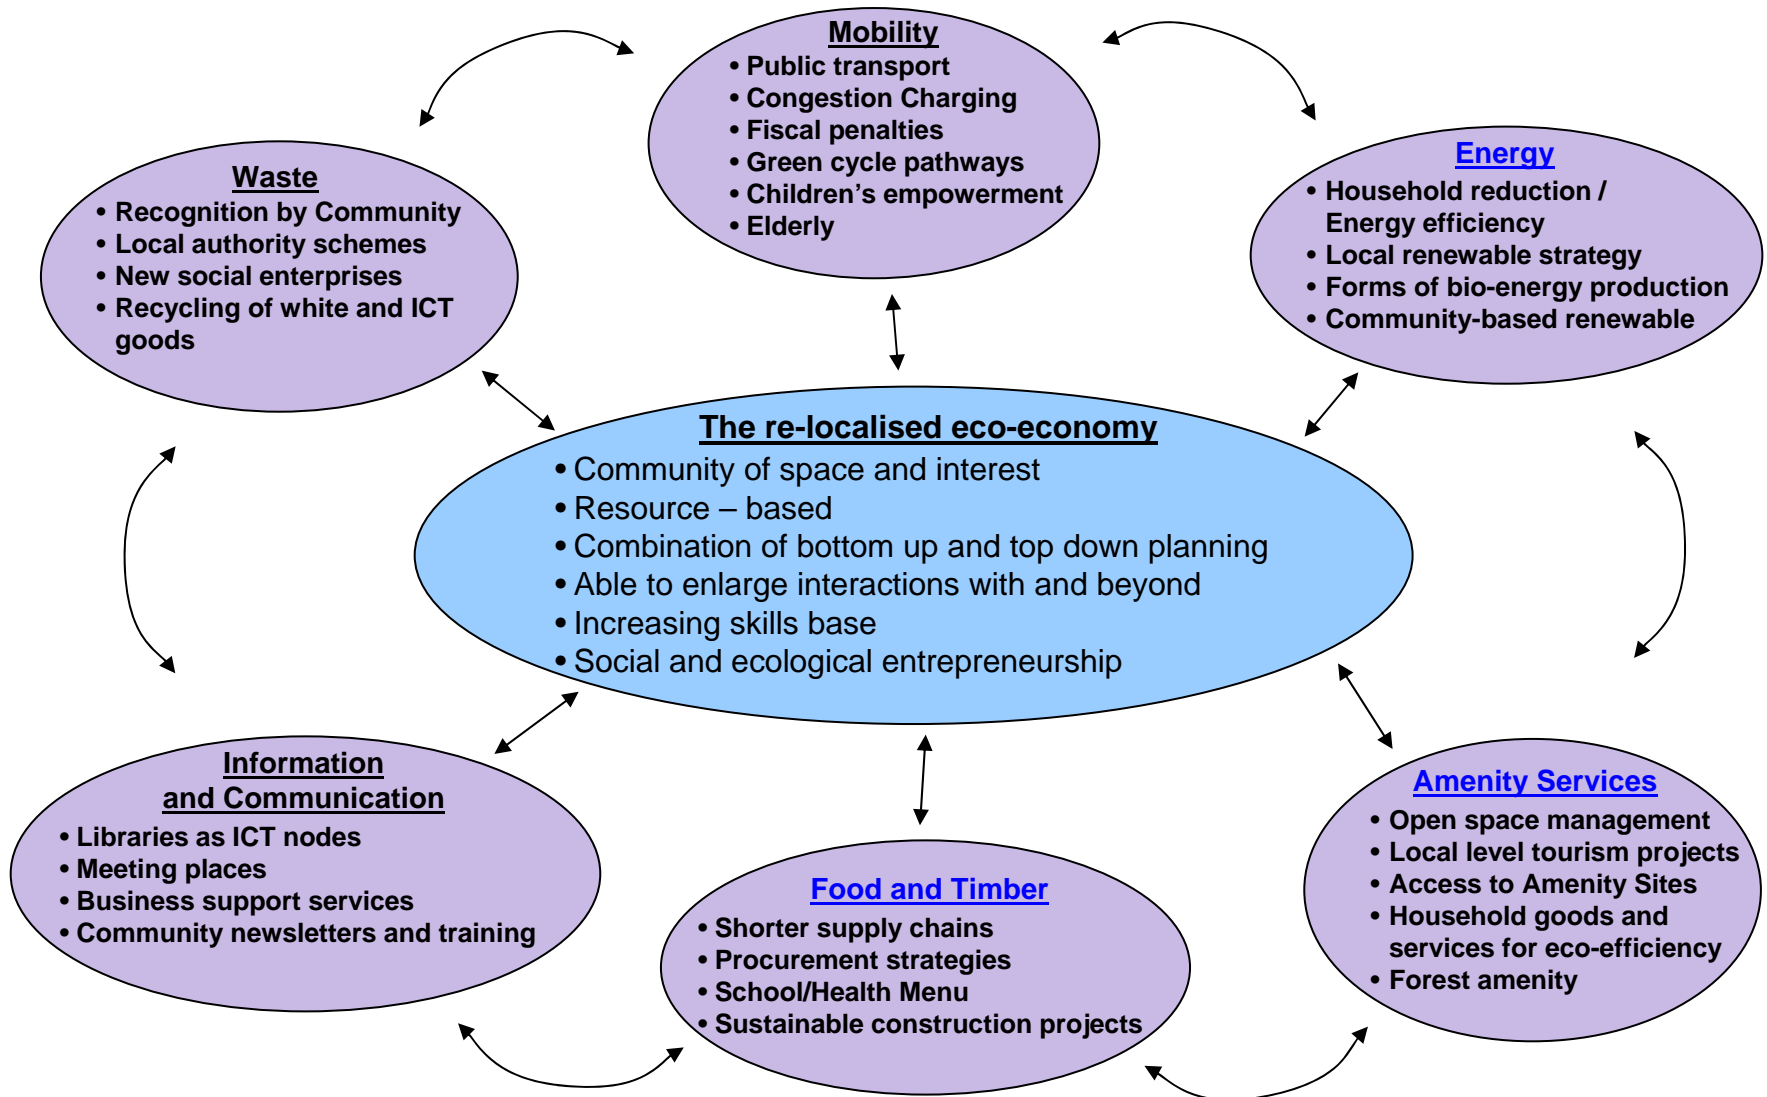 Mobility
• Public transport
• Congestion Charging
• Fiscal penalties
• Green cycle pathways
• Children's empowerment
• Elderly
Waste
• Recognition by Community
• Local authority schemes
• New social enterprises
• Recycling of white and ICT
goods
Energy
• Household reduction /
Energy efficiency
• Local renewable strategy
• Forms of bio-energy production
• Community-based renewable
The re-localised eco-economy
• Community of space and interest
• Resource – based
• Combination of bottom up and top down planning
• Able to enlarge interactions with and beyond
• Increasing skills base
• Social and ecological entrepreneurship
Information
and Communication
• Libraries as ICT nodes
• Meeting places
• Business support services
• Community newsletters and training
Food and Timber
• Shorter supply chains
• Procurement strategies
• School/Health Menu
• Sustainable construction projects
Amenity Services
• Open space management
• Local level tourism projects
• Access to Amenity Sites
• Household goods and
services for eco-efficiency
• Forest amenity